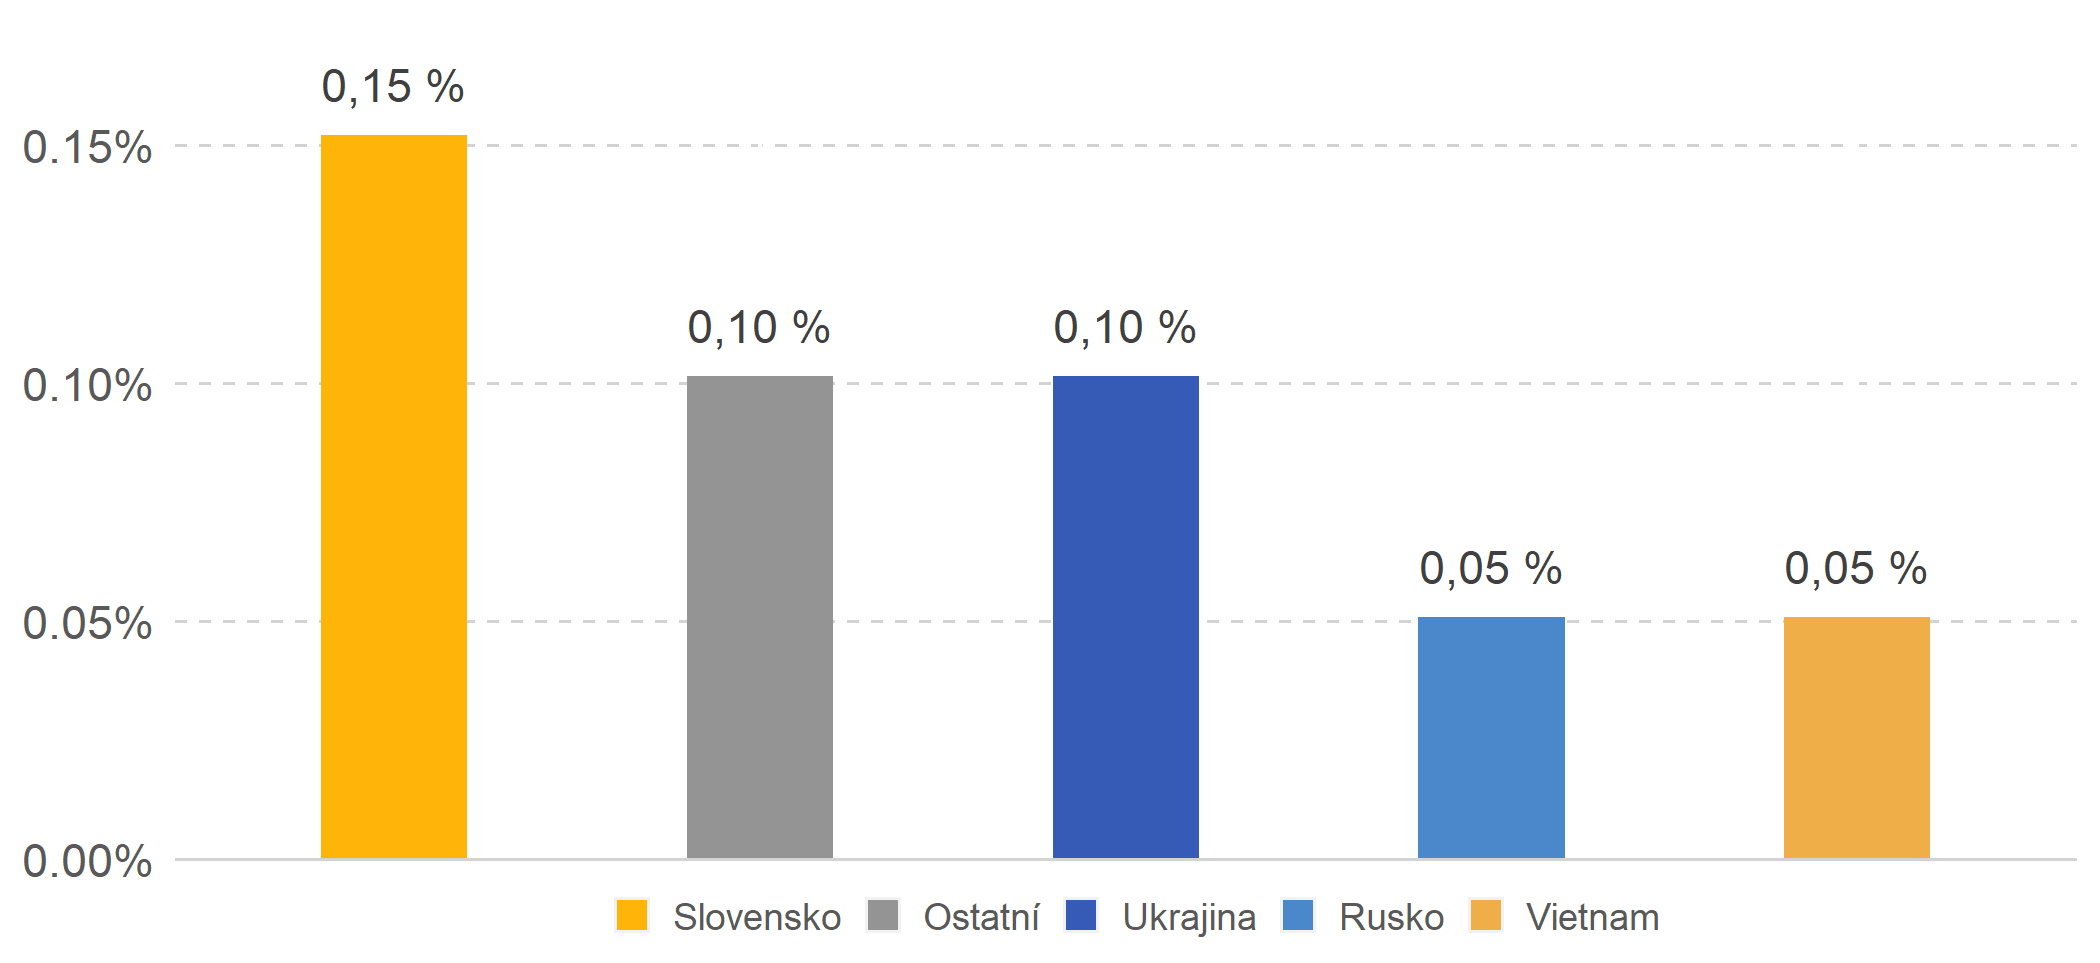 0,15 %
0.15%
0,10 % 0,10 %
0.10%
0,05 % 0,05 %
0.05%
0.00%
Slovensko Ostatní Ukrajina Rusko Vietnam